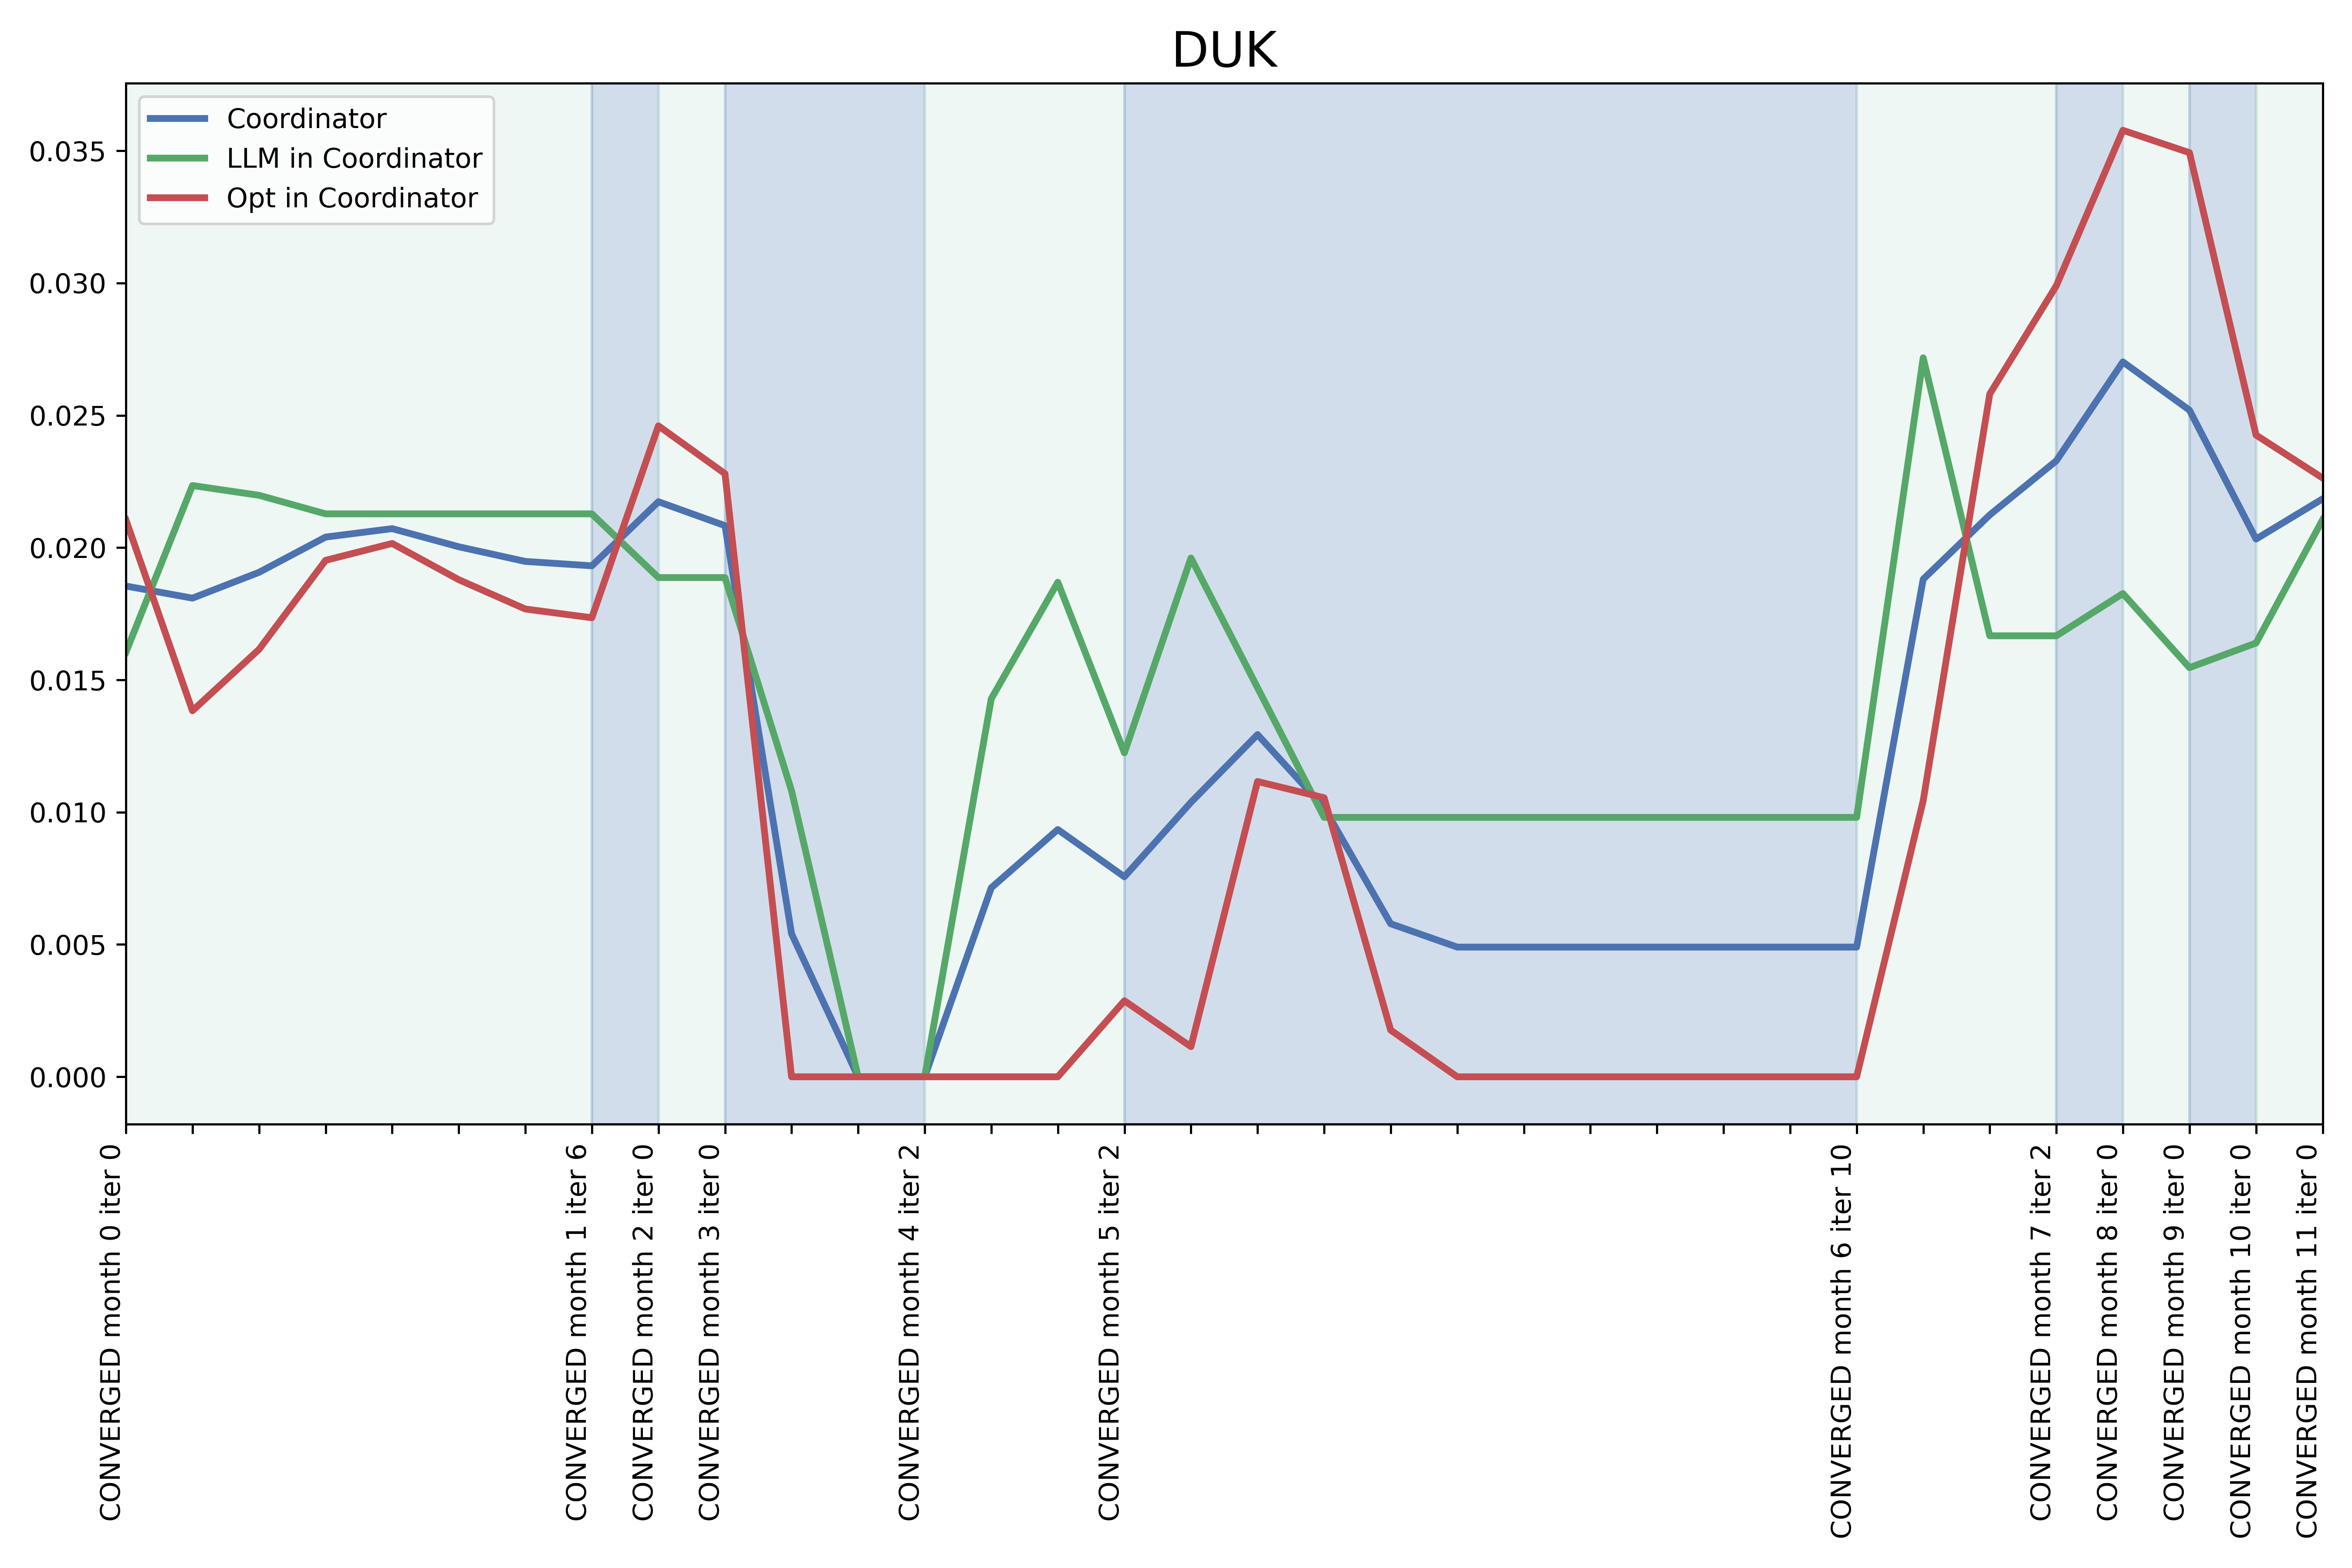 DUK
Coordinator
LLM in Coordinator
Opt in Coordinator
0.035
0.030
0.025
0.020
0.015
0.010
0.005
0.000
CONVERGED month 0 iter 0
CONVERGED month 1 iter 6
CONVERGED month 2 iter 0
CONVERGED month 3 iter 0
CONVERGED month 4 iter 2
CONVERGED month 5 iter 2
CONVERGED month 6 iter 10
CONVERGED month 7 iter 2
CONVERGED month 8 iter 0
CONVERGED month 9 iter 0
CONVERGED month 10 iter 0
CONVERGED month 11 iter 0